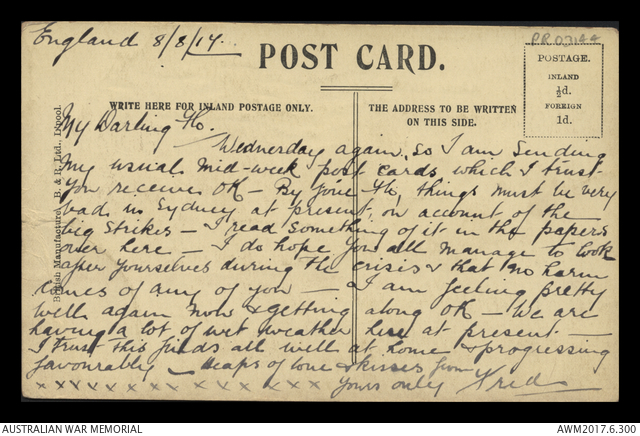 England 8/8/17.
PR 03144
POST CARD.
POSTAGE.
INLAND
½d.
FOREIGN
1d.
WRITE HERE FOR INLAND POSTAGE ONLY.
THE ADDRESS TO BE WRITTEN
ON THIS SIDE.
British Manufacture. B. & R. Ltd., L'pool.
My Darling Flo.
Wednesday again, so I am sending
my usual mid-week post cards which I trust
you receive OK – By Jove Flo, things must be very
bad in Sydney at present, on account of the
big strikes – I read something of it in the papers
over here – I do hope you all manage to look
after yourselves during the crisis & that no harm
comes of any of you – I am feeling pretty
well again now & getting along OK – We are
having a lot of wet weather here at present –
I trust this finds all well at home & progressing
favourably – Heaps of love & kisses from
x x x x x x x x x x x x x Yours only Fred
AUSTRALIAN WAR MEMORIAL
AWM2017.6.300